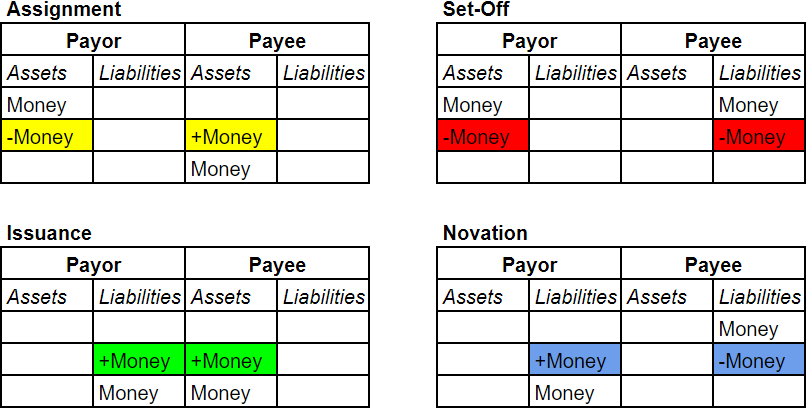 Assignment
Payor Payee
Assets Liabilities Assets Liabilities
Money
-Money +Money
Money
Set-Off
Payor Payee
Assets Liabilities Assets Liabilities
Money Money
-Money -Money
Issuance
Payor Payee
Assets Liabilities Assets Liabilities
+Money +Money
Money Money
Novation
Payor Payee
Assets Liabilities Assets Liabilities
Money
+Money -Money
Money